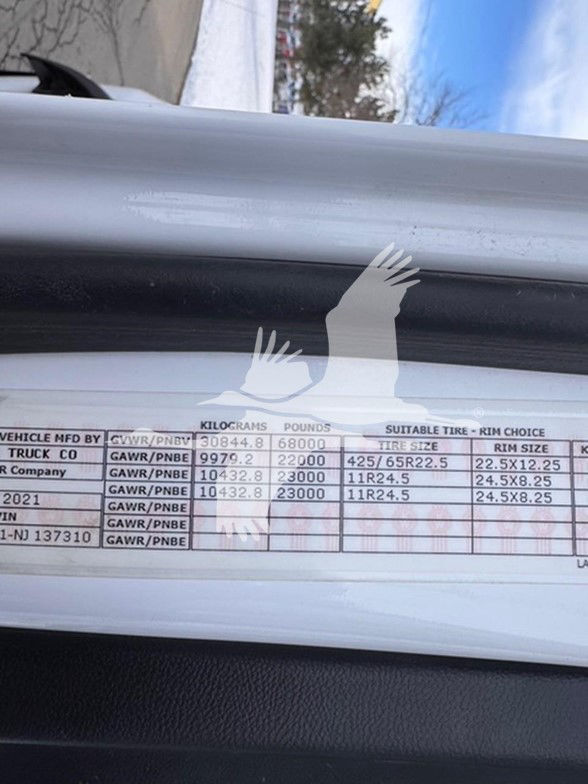 KILOGRAMS POUNDS SUITABLE TIRE - RIM CHOICE
VEHICLE MFD BY GVWR/PNBV 30844.8 68000 TIRE SIZE RIM SIZE
TRUCK CO GAWR/PNBE 9979.2 22000 425/65R22.5 22.5X12.25
R Company GAWR/PNBE 10432.8 23000 11R24.5 24.5X8.25
2021 GAWR/PNBE 10432.8 23000 11R24.5 24.5X8.25
VIN GAWR/PNBE
1-NJ 137310 GAWR/PNBE
LA
®